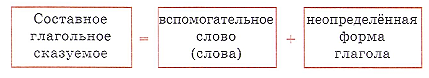 Составное
глагольное
сказуемое
=
вспомогательное
слово
(слова)
+
неопределённая
форма
глагола